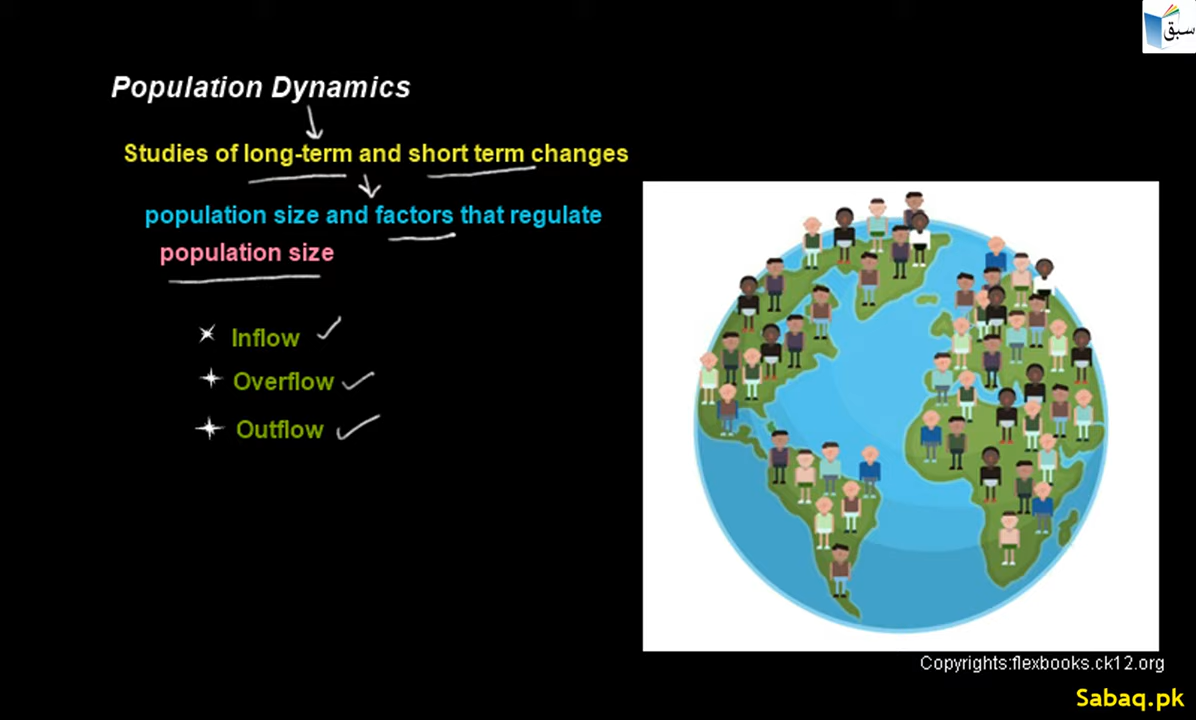 سبق
Population Dynamics
Studies of long-term and short term changes
population size and factors that regulate
population size
Inflow
Overflow
Outflow
Copyrights:flexbooks.ck12.org
Sabaq.pk